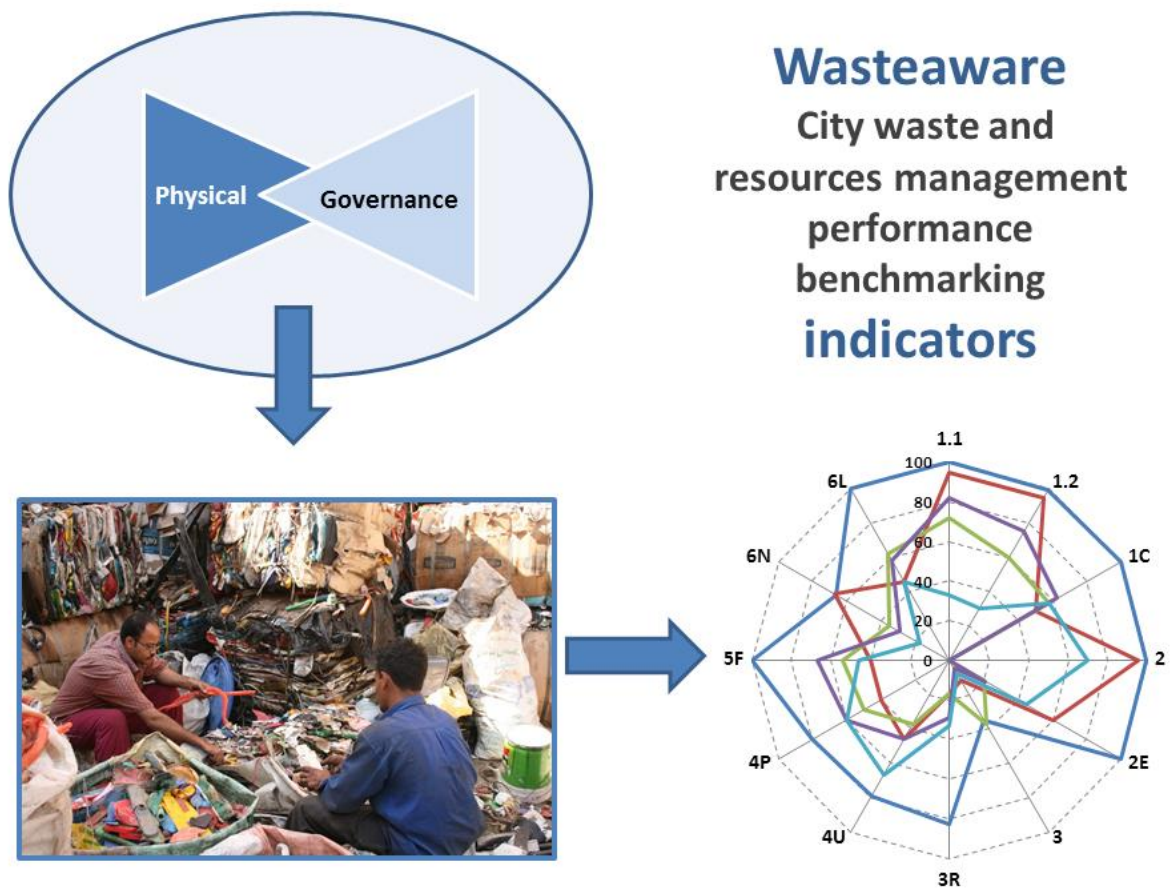 Physical
Governance
Wasteaware
City waste and
resources management
performance
benchmarking
indicators
1.1
1.2
1C
2
2E
3
3R
4U
4P
5F
6N
6L
100
80
60
40
20
0